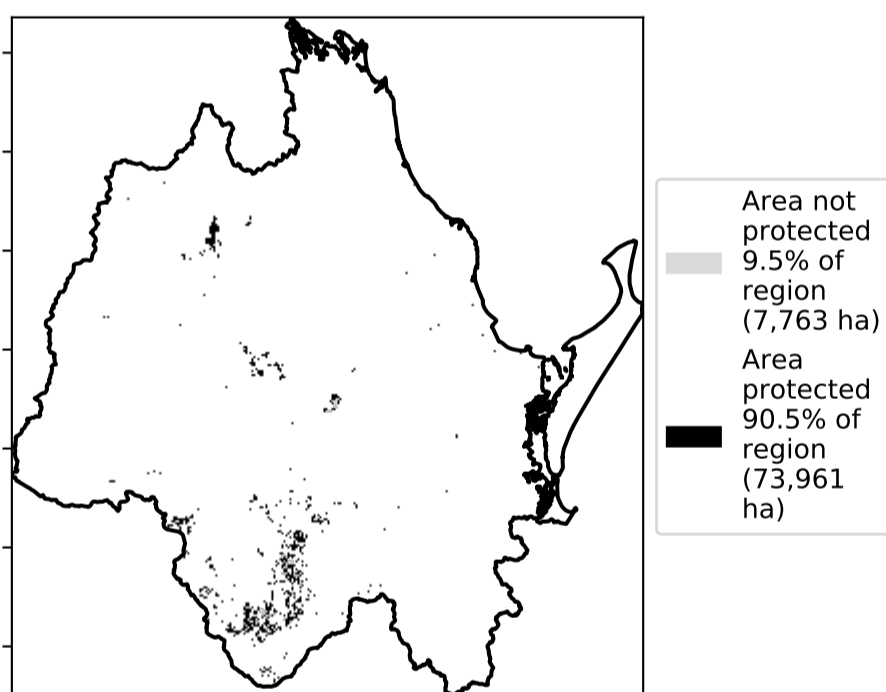 Area not
protected
9.5% of
region
(7,763 ha)
Area
protected
90.5% of
region
(73,961
ha)